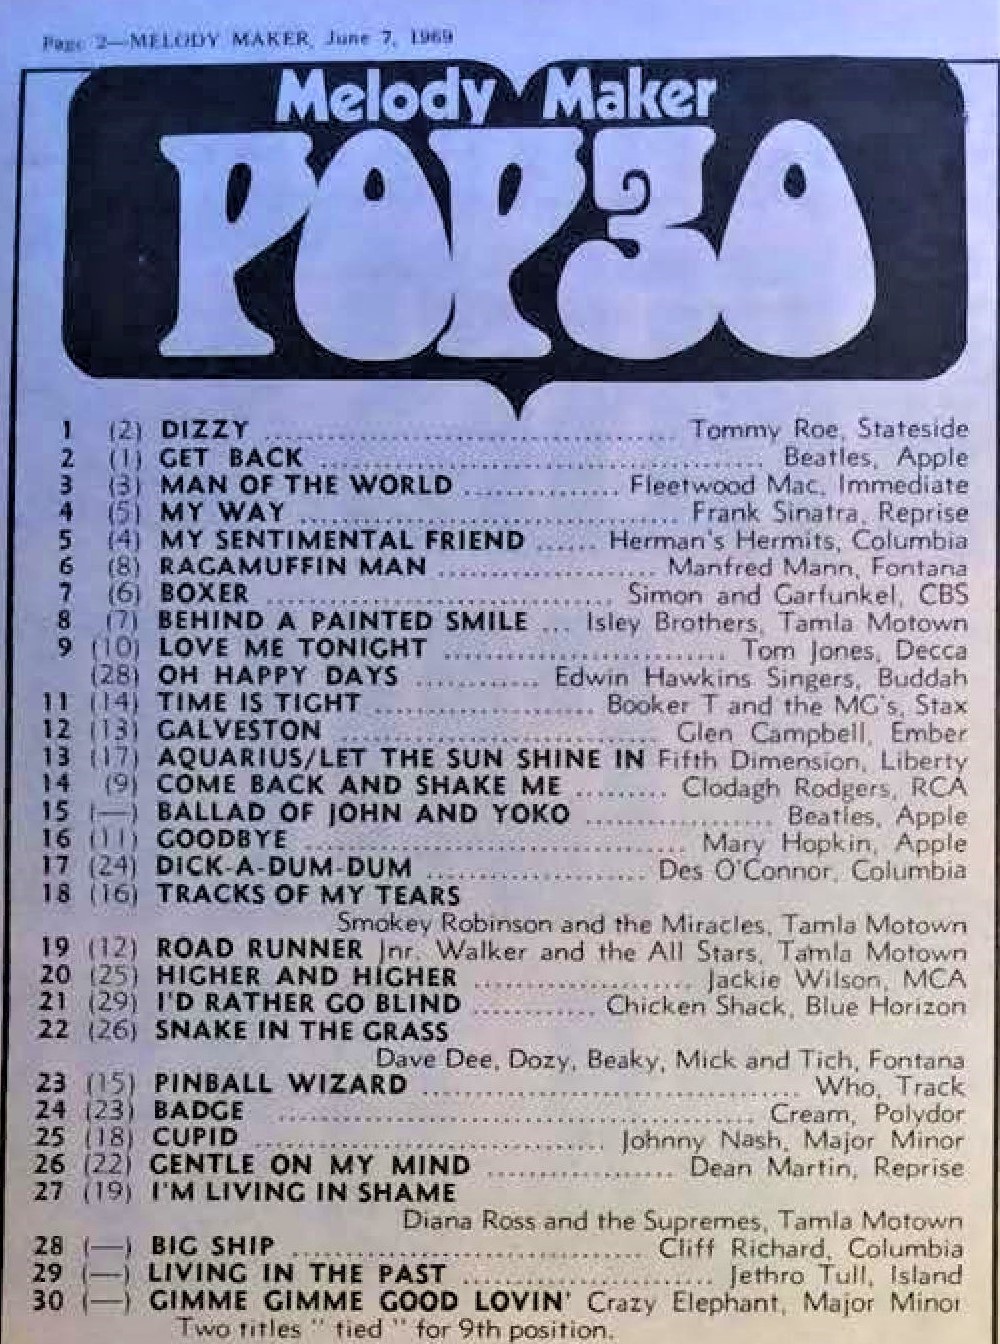 Page 2—MELODY MAKER, June 7, 1969
Melody Maker
POP30
1 (2) DIZZY .......... Tommy Roe, Stateside
2 (1) GET BACK .......... Beatles, Apple
3 (3) MAN OF THE WORLD .......... Fleetwood Mac, Immediate
4 (5) MY WAY .......... Frank Sinatra, Reprise
5 (4) MY SENTIMENTAL FRIEND ...... Herman's Hermits, Columbia
6 (8) RAGAMUFFIN MAN .......... Manfred Mann, Fontana
7 (6) BOXER .......... Simon and Garfunkel, CBS
8 (7) BEHIND A PAINTED SMILE ... Isley Brothers, Tamla Motown
9 (10) LOVE ME TONIGHT .......... Tom Jones, Decca
(28) OH HAPPY DAYS .......... Edwin Hawkins Singers, Buddah
11 (14) TIME IS TIGHT .......... Booker T and the MG's, Stax
12 (13) GALVESTON .......... Glen Campbell, Ember
13 (17) AQUARIUS/LET THE SUN SHINE IN Fifth Dimension, Liberty
14 (9) COME BACK AND SHAKE ME ......... Clodagh Rodgers, RCA
15 (—) BALLAD OF JOHN AND YOKO .......... Beatles, Apple
16 (11) GOODBYE .......... Mary Hopkin, Apple
17 (24) DICK-A-DUM-DUM .......... Des O'Connor, Columbia
18 (16) TRACKS OF MY TEARS
Smokey Robinson and the Miracles, Tamla Motown
19 (12) ROAD RUNNER Jnr. Walker and the All Stars, Tamla Motown
20 (25) HIGHER AND HIGHER .......... Jackie Wilson, MCA
21 (29) I'D RATHER GO BLIND .......... Chicken Shack, Blue Horizon
22 (26) SNAKE IN THE GRASS
Dave Dee, Dozy, Beaky, Mick and Tich, Fontana
23 (15) PINBALL WIZARD .......... Who, Track
24 (23) BADGE .......... Cream, Polydor
25 (18) CUPID .......... Johnny Nash, Major Minor
26 (22) GENTLE ON MY MIND .......... Dean Martin, Reprise
27 (19) I'M LIVING IN SHAME
Diana Ross and the Supremes, Tamla Motown
28 (—) BIG SHIP .......... Cliff Richard, Columbia
29 (—) LIVING IN THE PAST .......... Jethro Tull, Island
30 (—) GIMME GIMME GOOD LOVIN' Crazy Elephant, Major Minor
Two titles " tied " for 9th position.